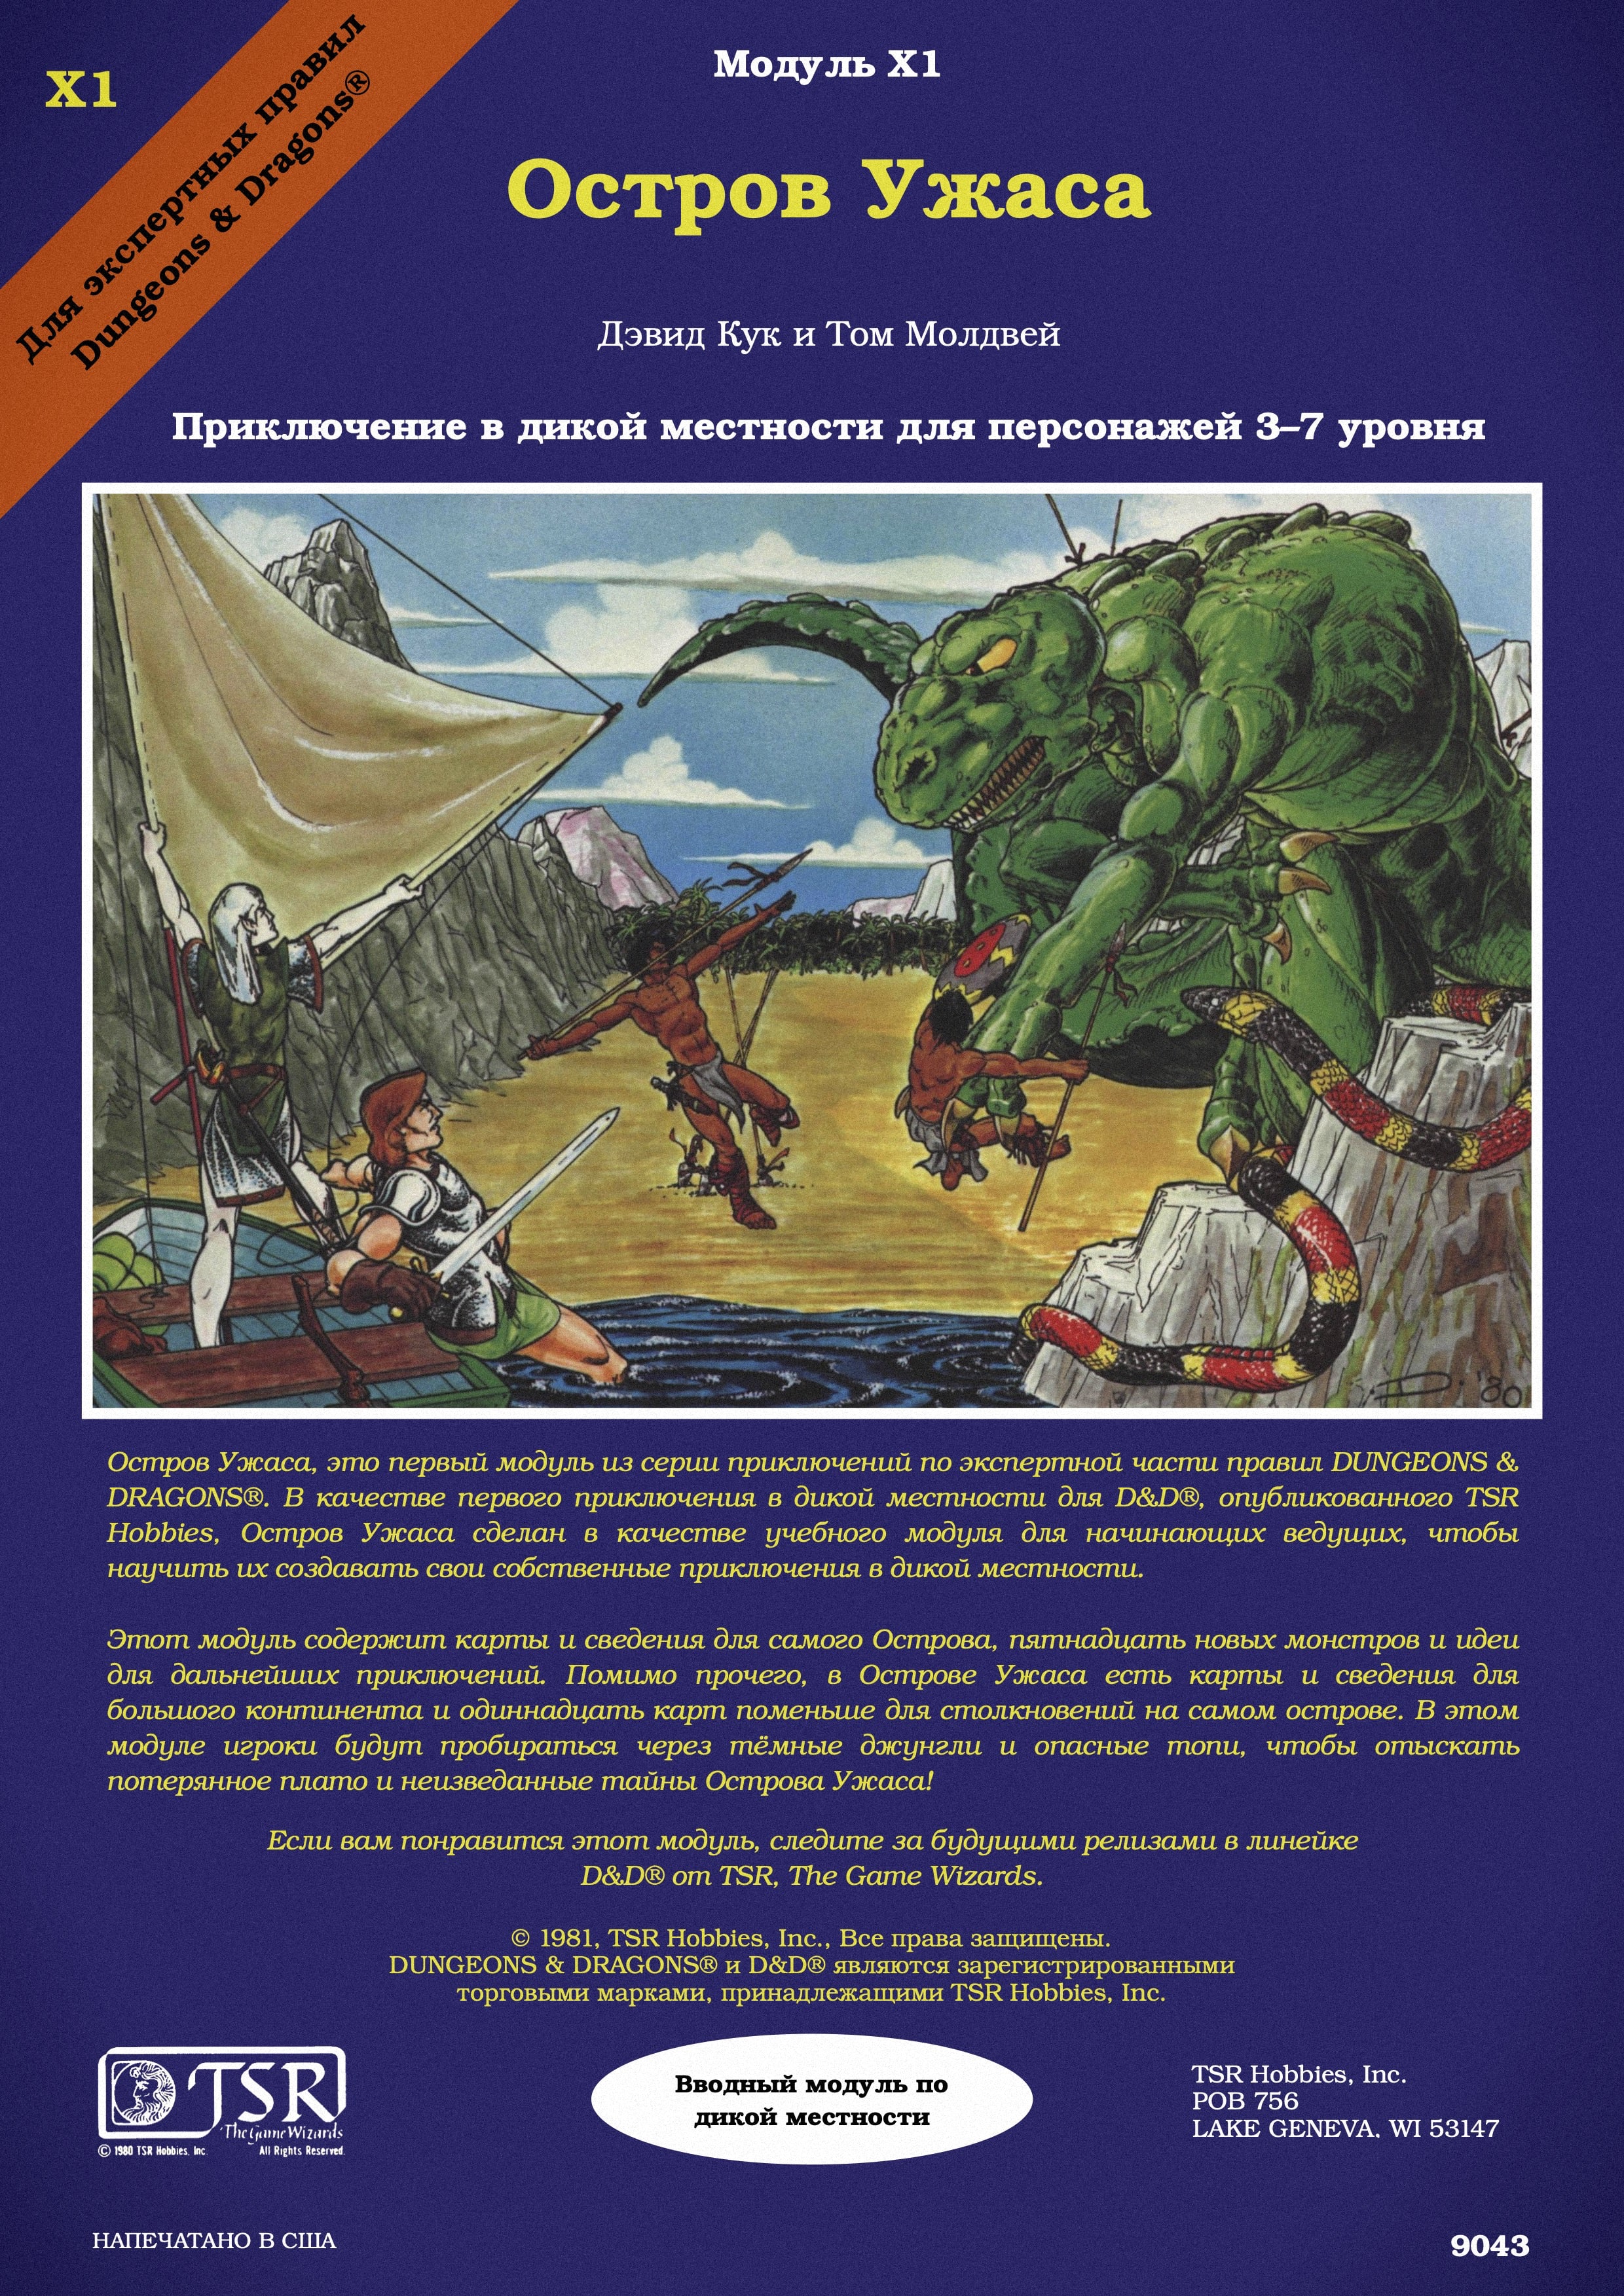 X1
Для экспертных правил
Dungeons & Dragons®
Модуль X1
Остров Ужаса
Дэвид Кук и Том Молдвей
Приключение в дикой местности для персонажей 3–7 уровня
D. '80
Остров Ужаса, это первый модуль из серии приключений по экспертной части правил DUNGEONS &
DRAGONS®. В качестве первого приключения в дикой местности для D&D®, опубликованного TSR
Hobbies, Остров Ужаса сделан в качестве учебного модуля для начинающих ведущих, чтобы
научить их создавать свои собственные приключения в дикой местности.
Этот модуль содержит карты и сведения для самого Острова, пятнадцать новых монстров и идеи
для дальнейших приключений. Помимо прочего, в Острове Ужаса есть карты и сведения для
большого континента и одиннадцать карт поменьше для столкновений на самом острове. В этом
модуле игроки будут пробираться через тёмные джунгли и опасные топи, чтобы отыскать
потерянное плато и неизведанные тайны Острова Ужаса!
Если вам понравится этот модуль, следите за будущими релизами в линейке
D&D® от TSR, The Game Wizards.
© 1981, TSR Hobbies, Inc., Все права защищены.
DUNGEONS & DRAGONS® и D&D® являются зарегистрированными
торговыми марками, принадлежащими TSR Hobbies, Inc.
TSR
The Game Wizards
© 1980 TSR Hobbies, Inc. All Rights Reserved.
Вводный модуль по
дикой местности
TSR Hobbies, Inc.
POB 756
LAKE GENEVA, WI 53147
НАПЕЧАТАНО В США
9043